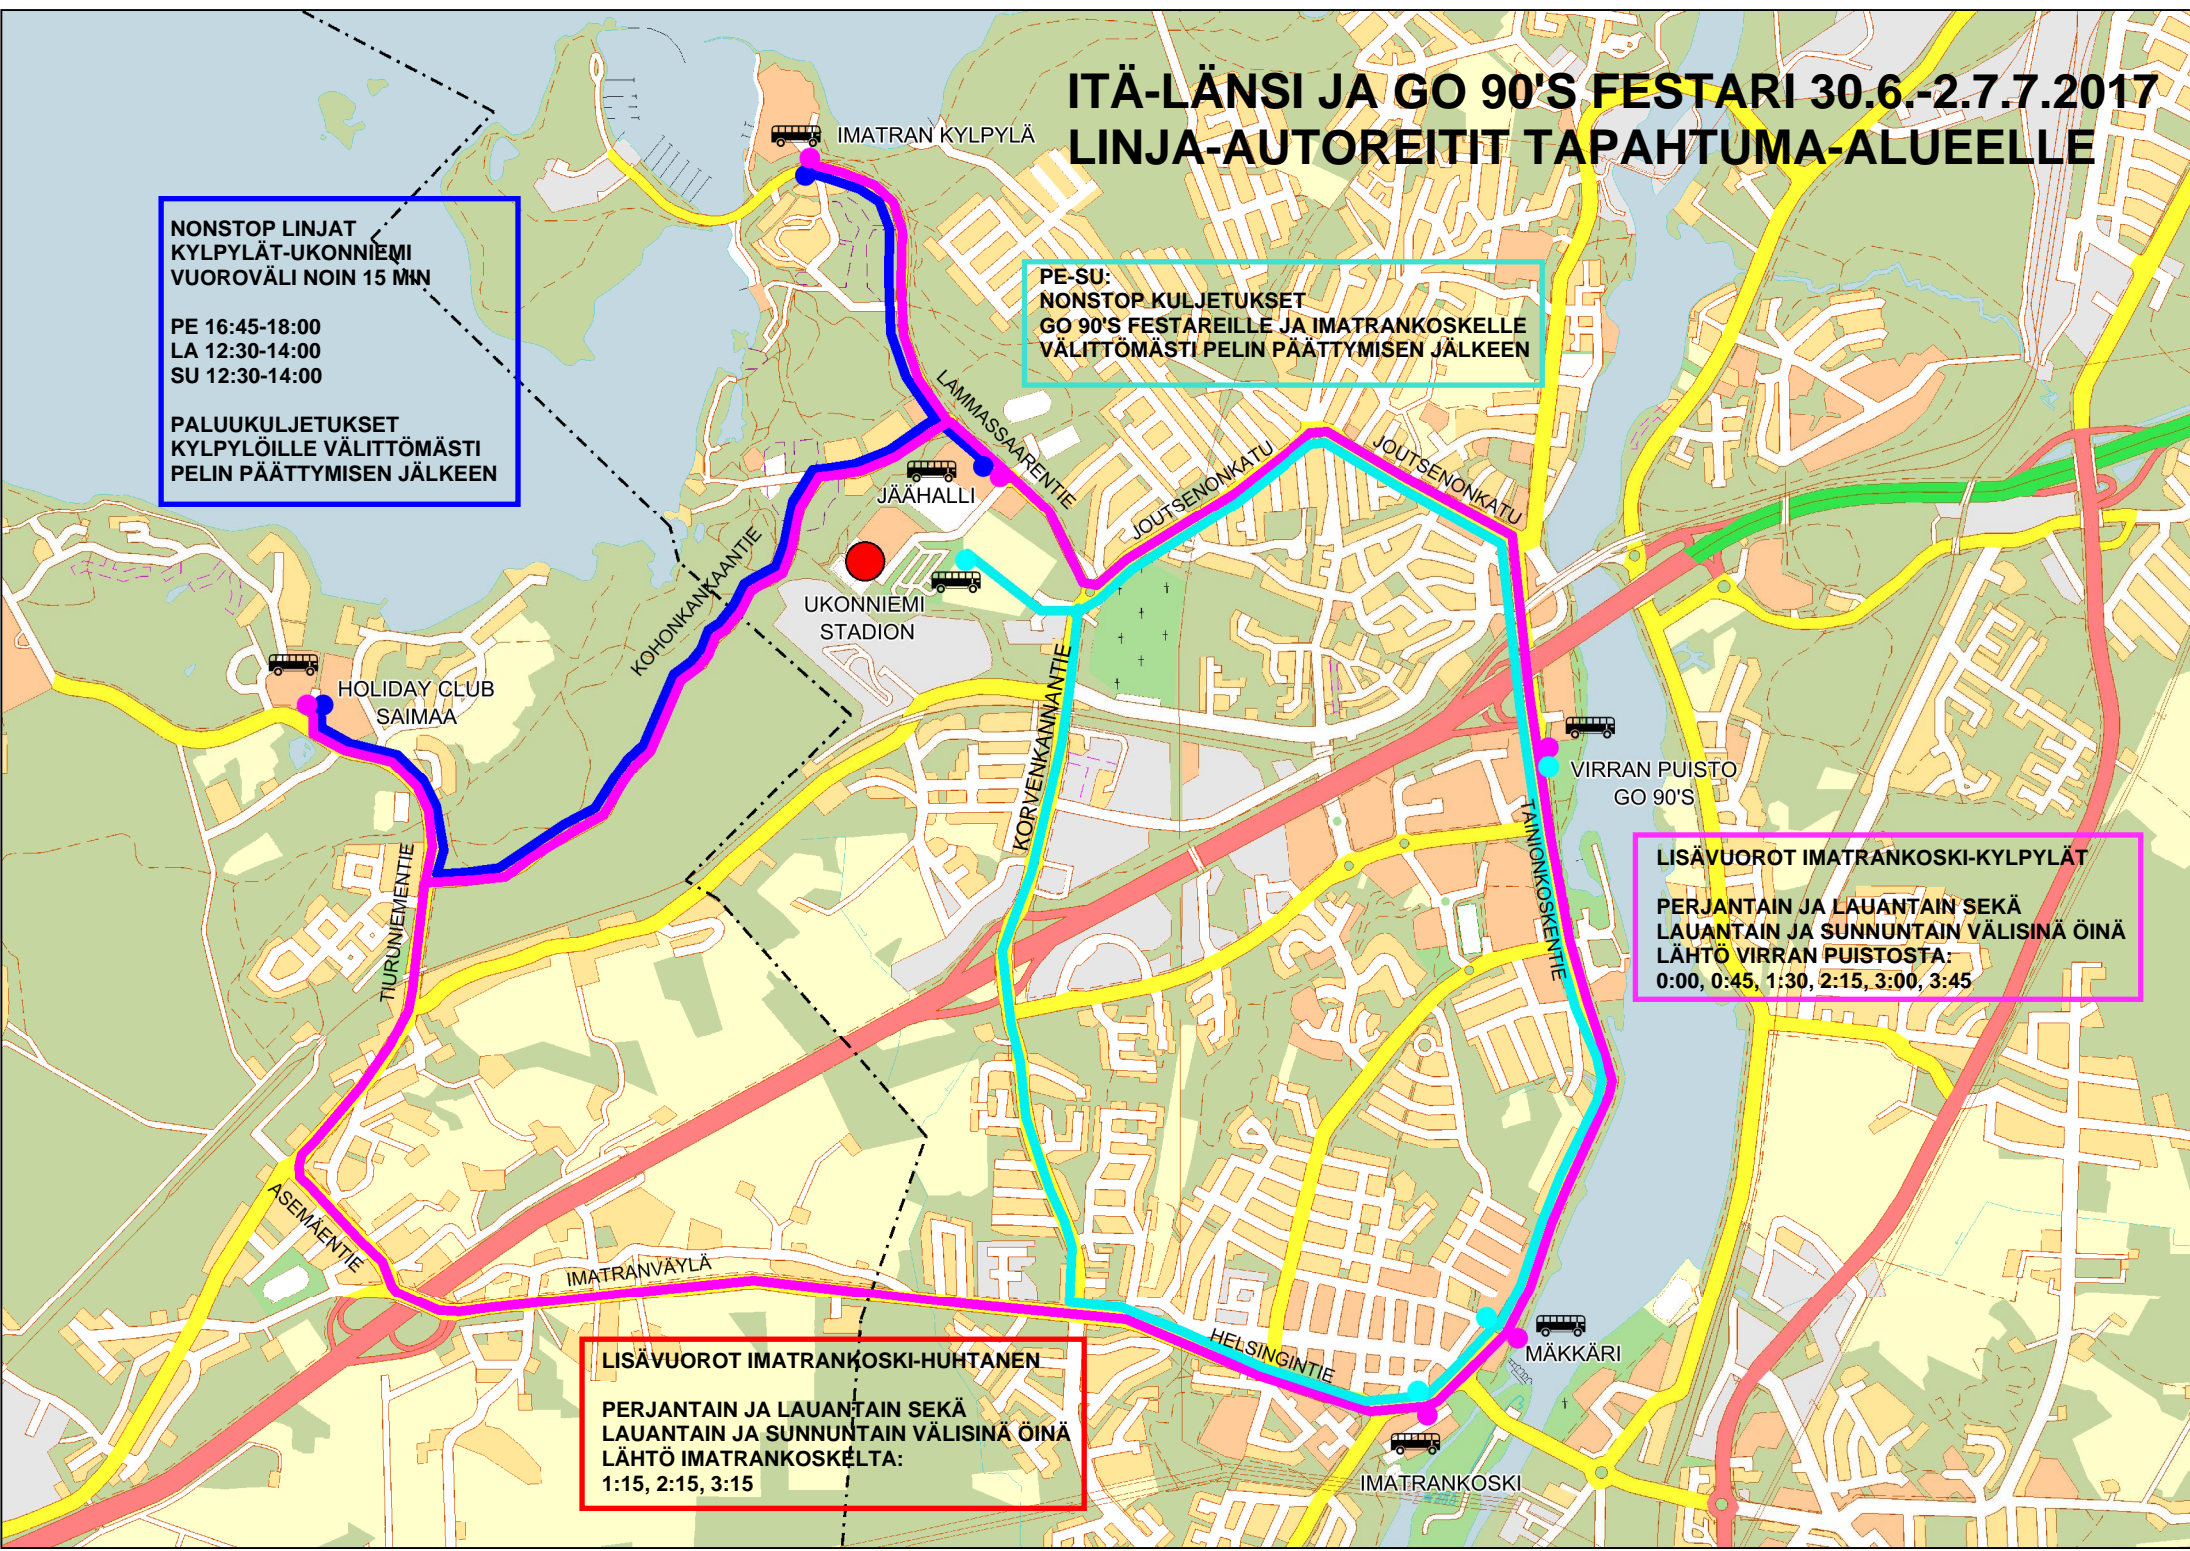 ITÄ-LÄNSI JA GO 90'S FESTARI 30.6.-2.7.7.2017
LINJA-AUTOREITIT TAPAHTUMA-ALUEELLE
IMATRAN KYLPYLÄ
NONSTOP LINJAT
KYLPYLÄT-UKONNIEMI
VUOROVÄLI NOIN 15 MIN
PE 16:45-18:00
LA 12:30-14:00
SU 12:30-14:00
PALUUKULJETUKSET
KYLPYLÖILLE VÄLITTÖMÄSTI
PELIN PÄÄTTYMISEN JÄLKEEN
PE-SU:
NONSTOP KULJETUKSET
GO 90'S FESTAREILLE JA IMATRANKOSKELLE
VÄLITTÖMÄSTI PELIN PÄÄTTYMISEN JÄLKEEN
LAMMASSAARENTIE
JOUTSENONKATU
JOUTSENONKATU
JÄÄHALLI
KOHONKANKAANTIE
UKONNIEMI
STADION
HOLIDAY CLUB
SAIMAA
KORVENKANNANTIE
VIRRAN PUISTO
GO 90'S
TAINIONKOSKENTIE
TIURUNIEMENTIE
LISÄVUOROT IMATRANKOSKI-KYLPYLÄT
PERJANTAIN JA LAUANTAIN SEKÄ
LAUANTAIN JA SUNNUNTAIN VÄLISINÄ ÖINÄ
LÄHTÖ VIRRAN PUISTOSTA:
0:00, 0:45, 1:30, 2:15, 3:00, 3:45
ASEMÄENTIE
IMATRANVÄYLÄ
HELSINGINTIE
MÄKKÄRI
LISÄVUOROT IMATRANKOSKI-HUHTANEN
PERJANTAIN JA LAUANTAIN SEKÄ
LAUANTAIN JA SUNNUNTAIN VÄLISINÄ ÖINÄ
LÄHTÖ IMATRANKOSKELTA:
1:15, 2:15, 3:15
IMATRANKOSKI